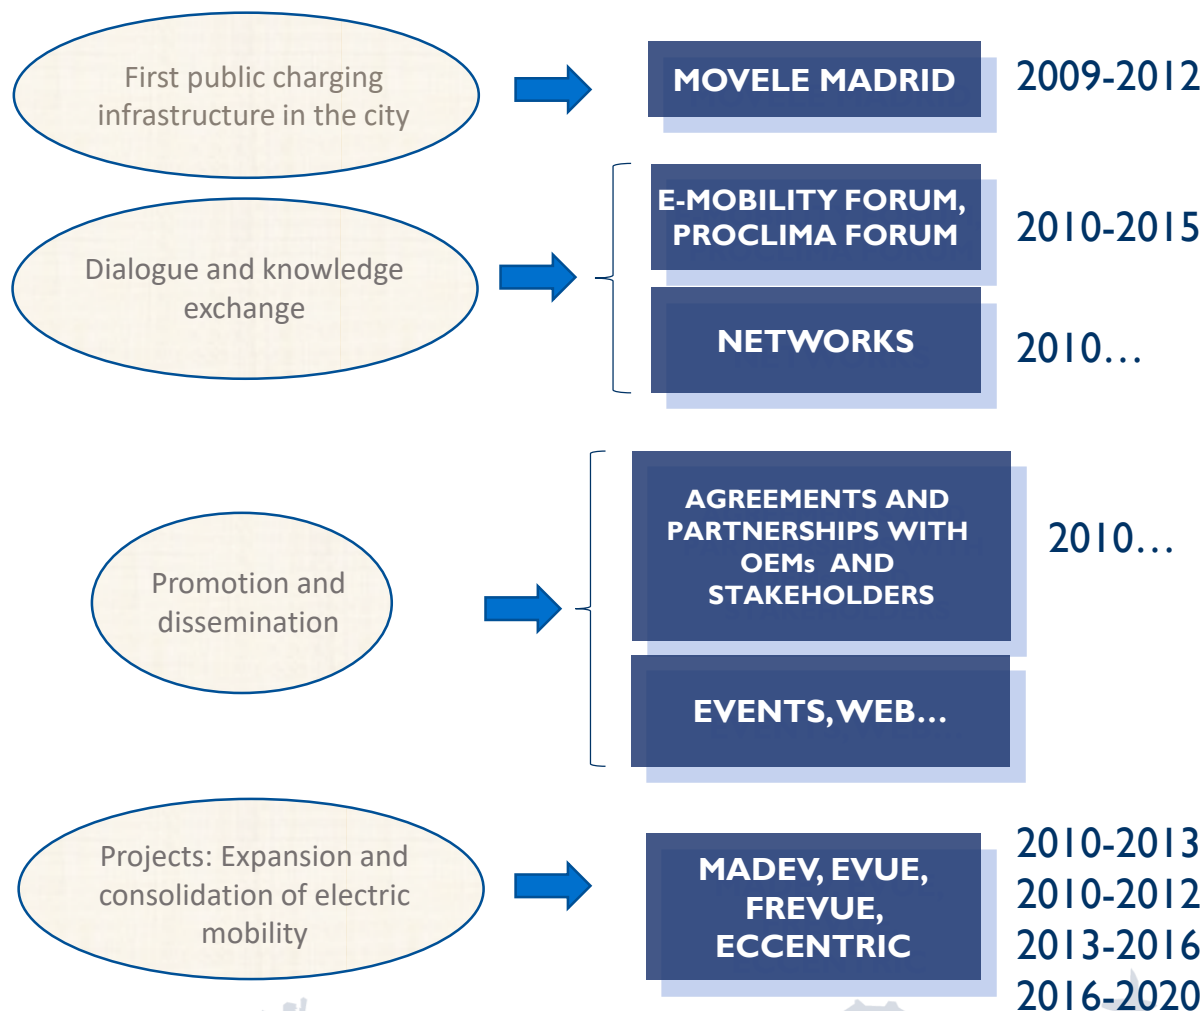 First public charging
infrastructure in the city
MOVELE MADRID
2009-2012
Dialogue and knowledge
exchange
E-MOBILITY FORUM,
PROCLIMA FORUM
2010-2015
NETWORKS
2010…
Promotion and
dissemination
AGREEMENTS AND
PARTNERSHIPS WITH
OEMs AND
STAKEHOLDERS
2010…
EVENTS, WEB…
Projects: Expansion and
consolidation of electric
mobility
MADEV, EVUE,
FREVUE,
ECCENTRIC
2010-2013
2010-2012
2013-2016
2016-2020